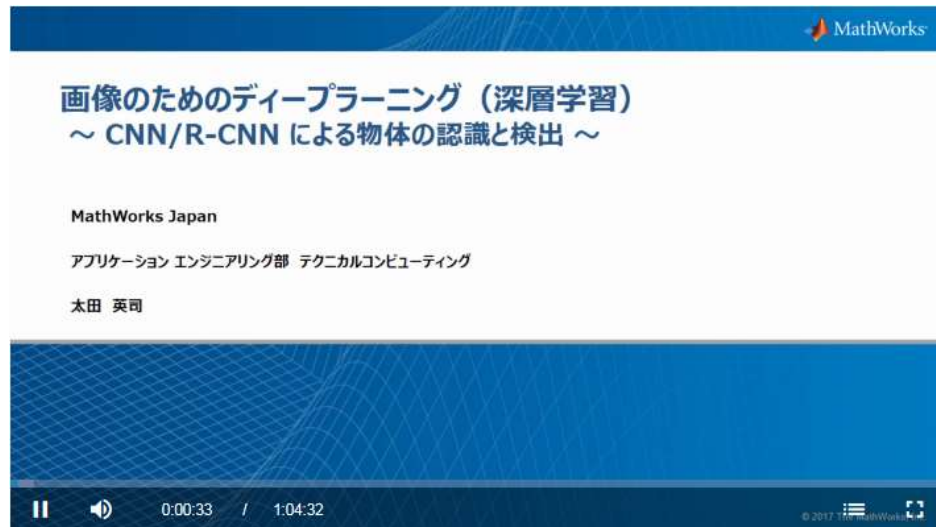 MathWorks
画像のためのディープラーニング（深層学習）
～ CNN/R-CNN による物体の認識と検出 ～
MathWorks Japan
アプリケーション エンジニアリング部 テクニカルコンピューティング
太田 英司
0:00:33 / 1:04:32
© 2017 The MathWorks